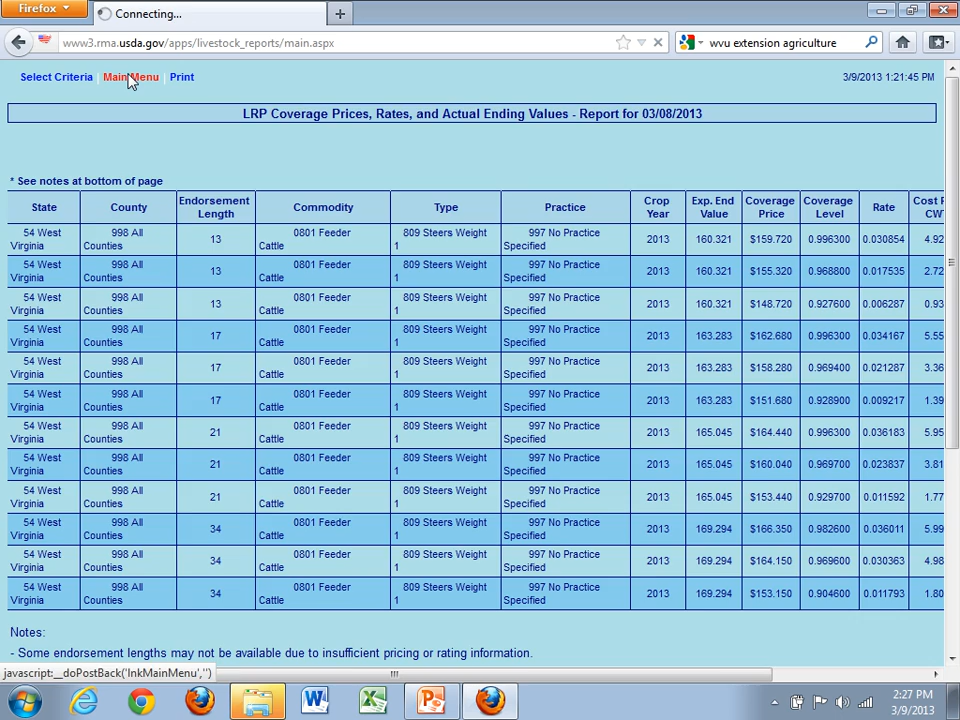 Firefox
Connecting...
www3.rma.usda.gov/apps/livestock_reports/main.aspx
wvu extension agriculture
Select Criteria | Main Menu | Print
3/9/2013 1:21:45 PM
LRP Coverage Prices, Rates, and Actual Ending Values - Report for 03/08/2013
* See notes at bottom of page
State County Endorsement Length Commodity Type Practice Crop Year Exp. End Value Coverage Price Coverage Level Rate Cost P CW
54 West Virginia 998 All Counties 13 0801 Feeder Cattle 809 Steers Weight 1 997 No Practice Specified 2013 160.321 $159.720 0.996300 0.030854 4.92
54 West Virginia 998 All Counties 13 0801 Feeder Cattle 809 Steers Weight 1 997 No Practice Specified 2013 160.321 $155.320 0.968800 0.017535 2.72
54 West Virginia 998 All Counties 13 0801 Feeder Cattle 809 Steers Weight 1 997 No Practice Specified 2013 160.321 $148.720 0.927600 0.006287 0.93
54 West Virginia 998 All Counties 17 0801 Feeder Cattle 809 Steers Weight 1 997 No Practice Specified 2013 163.283 $162.680 0.996300 0.034167 5.55
54 West Virginia 998 All Counties 17 0801 Feeder Cattle 809 Steers Weight 1 997 No Practice Specified 2013 163.283 $158.280 0.969400 0.021287 3.36
54 West Virginia 998 All Counties 17 0801 Feeder Cattle 809 Steers Weight 1 997 No Practice Specified 2013 163.283 $151.680 0.928900 0.009217 1.39
54 West Virginia 998 All Counties 21 0801 Feeder Cattle 809 Steers Weight 1 997 No Practice Specified 2013 165.045 $164.440 0.996300 0.036183 5.95
54 West Virginia 998 All Counties 21 0801 Feeder Cattle 809 Steers Weight 1 997 No Practice Specified 2013 165.045 $160.040 0.969700 0.023837 3.81
54 West Virginia 998 All Counties 21 0801 Feeder Cattle 809 Steers Weight 1 997 No Practice Specified 2013 165.045 $153.440 0.929700 0.011592 1.77
54 West Virginia 998 All Counties 34 0801 Feeder Cattle 809 Steers Weight 1 997 No Practice Specified 2013 169.294 $166.350 0.982600 0.036011 5.99
54 West Virginia 998 All Counties 34 0801 Feeder Cattle 809 Steers Weight 1 997 No Practice Specified 2013 169.294 $164.150 0.969600 0.030363 4.98
54 West Virginia 998 All Counties 34 0801 Feeder Cattle 809 Steers Weight 1 997 No Practice Specified 2013 169.294 $153.150 0.904600 0.011793 1.80
Notes:
- Some endorsement lengths may not be available due to insufficient pricing or rating information.
javascript:__doPostBack('lnkMainMenu','')
2:27 PM
3/9/2013